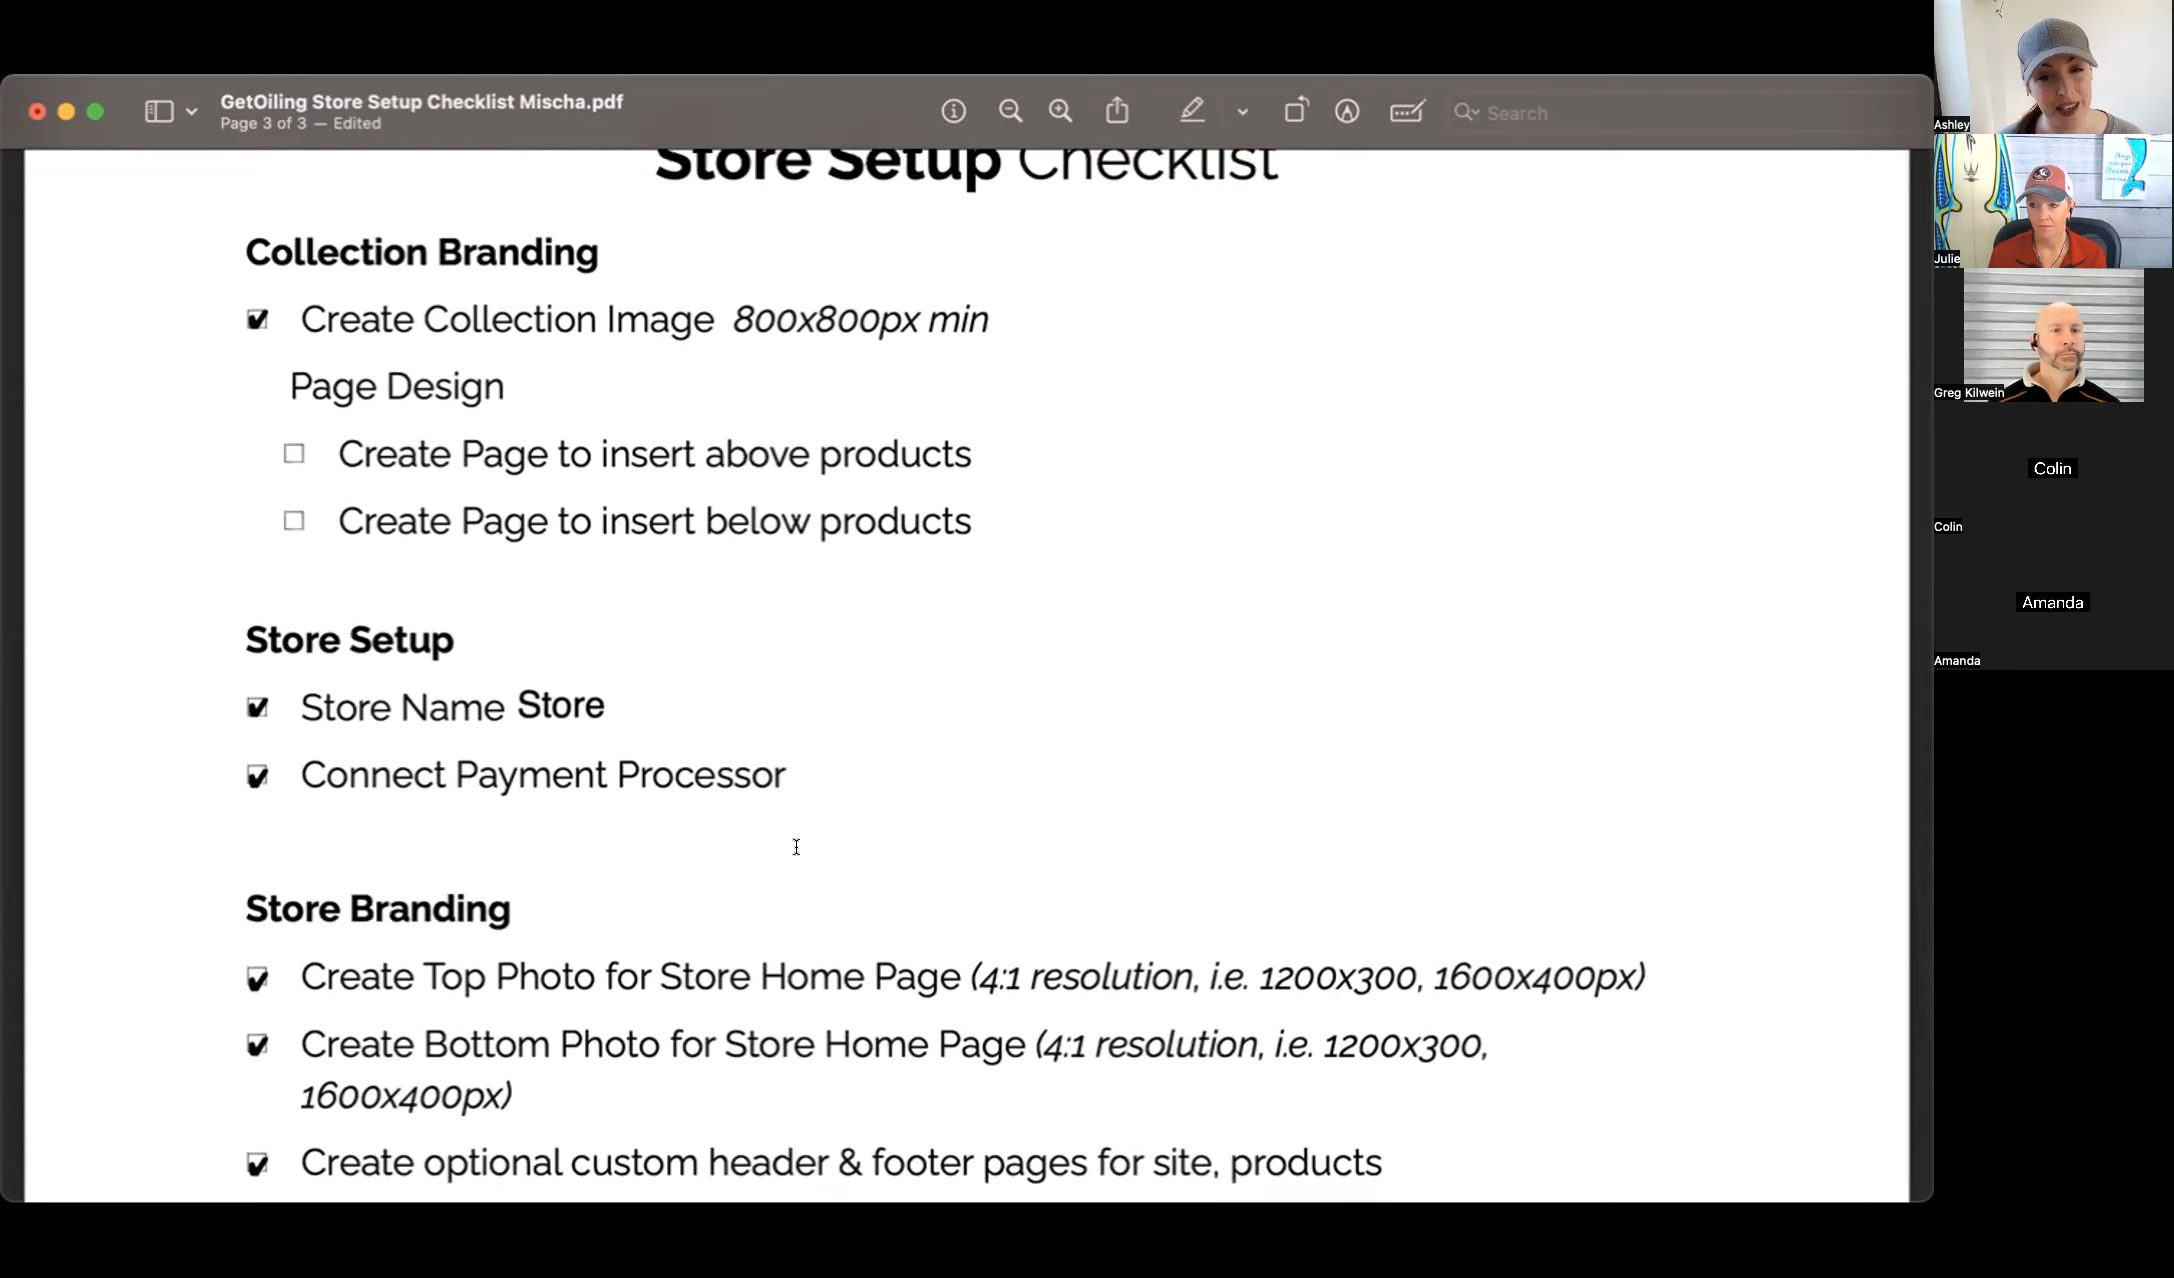 GetOiling Store Setup Checklist Mischa.pdf
Page 3 of 3 — Edited
Search
Store Setup Checklist
Collection Branding
Create Collection Image 800x800px min
Page Design
Create Page to insert above products
Create Page to insert below products
Store Setup
Store Name Store
Connect Payment Processor
Store Branding
Create Top Photo for Store Home Page (4:1 resolution, i.e. 1200x300, 1600x400px)
Create Bottom Photo for Store Home Page (4:1 resolution, i.e. 1200x300,
1600x400px)
Create optional custom header & footer pages for site, products
Ashley
Julie
Greg Kilwein
Colin
Colin
Amanda
Amanda